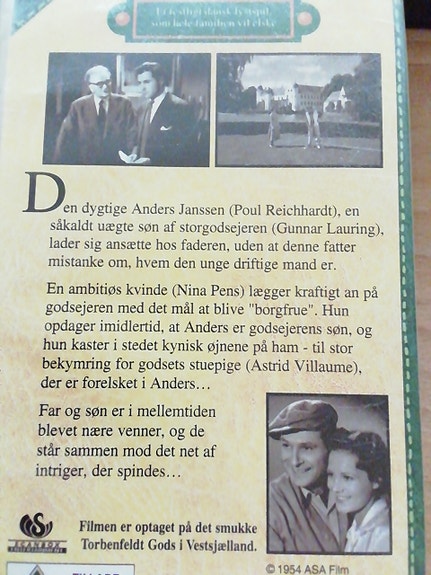 Et festligt dansk lystspil,
som hele familien vil elske
Den dygtige Anders Janssen (Poul Reichhardt), en
såkaldt uægte søn af storgodsejeren (Gunnar Lauring),
lader sig ansætte hos faderen, uden at denne fatter
mistanke om, hvem den unge driftige mand er.
En ambitiøs kvinde (Nina Pens) lægger kraftigt an på
godsejeren med det mål at blive "borgfrue". Hun
opdager imidlertid, at Anders er godsejerens søn, og
hun kaster i stedet kynisk øjnene på ham - til stor
bekymring for godsets stuepige (Astrid Villaume),
der er forelsket i Anders...
Far og søn er i mellemtiden
blevet nære venner, og de
står sammen mod det net af
intriger, der spindes...
SCANBOX
Filmen er optaget på det smukke
Torbenfeldt Gods i Vestsjælland.
© 1954 ASA Film